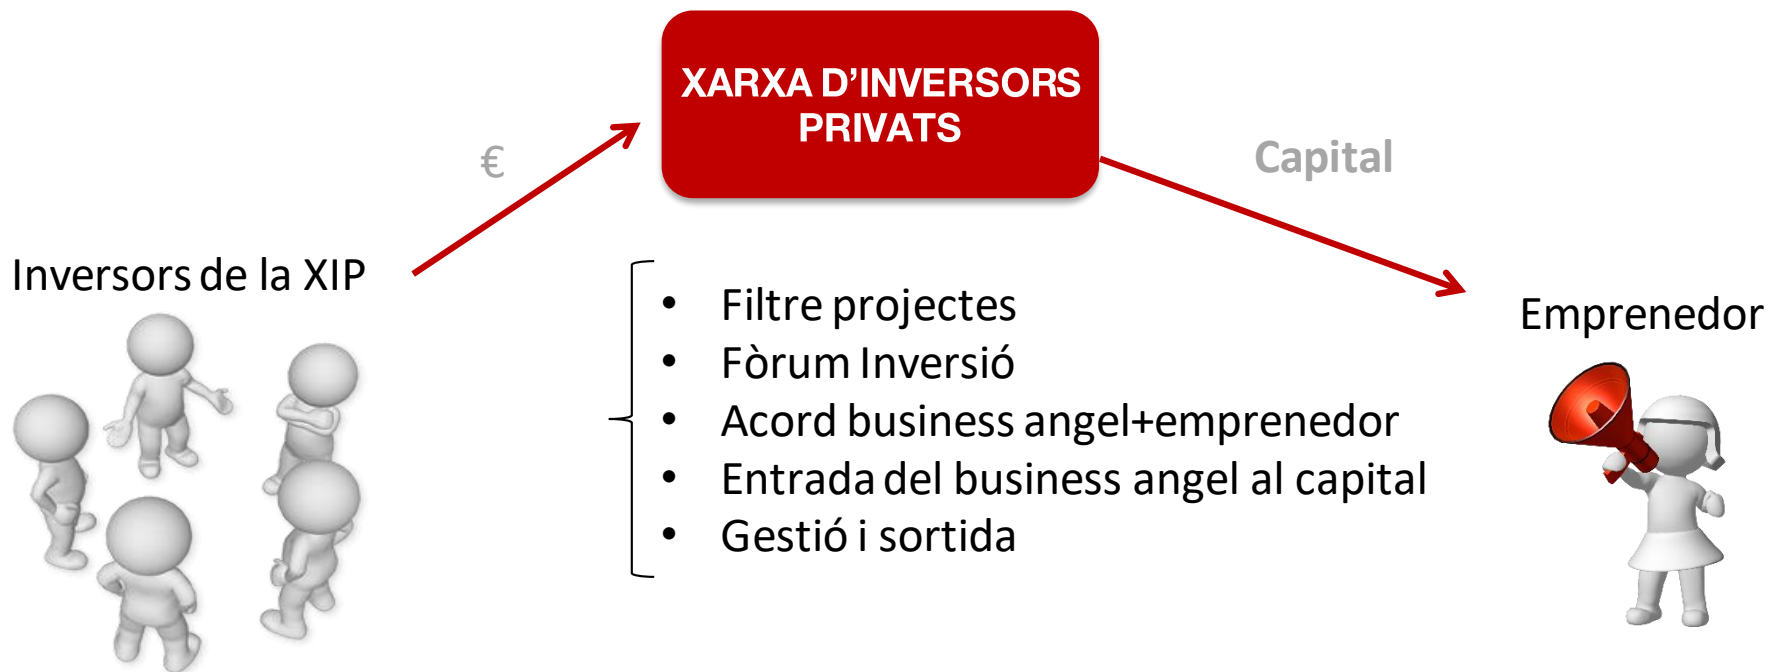 XARXA D’INVERSORS
PRIVATS
€
Capital
Inversors de la XIP
• Filtre projectes
• Fòrum Inversió
• Acord business angel+emprenedor
• Entrada del business angel al capital
• Gestió i sortida
Emprenedor